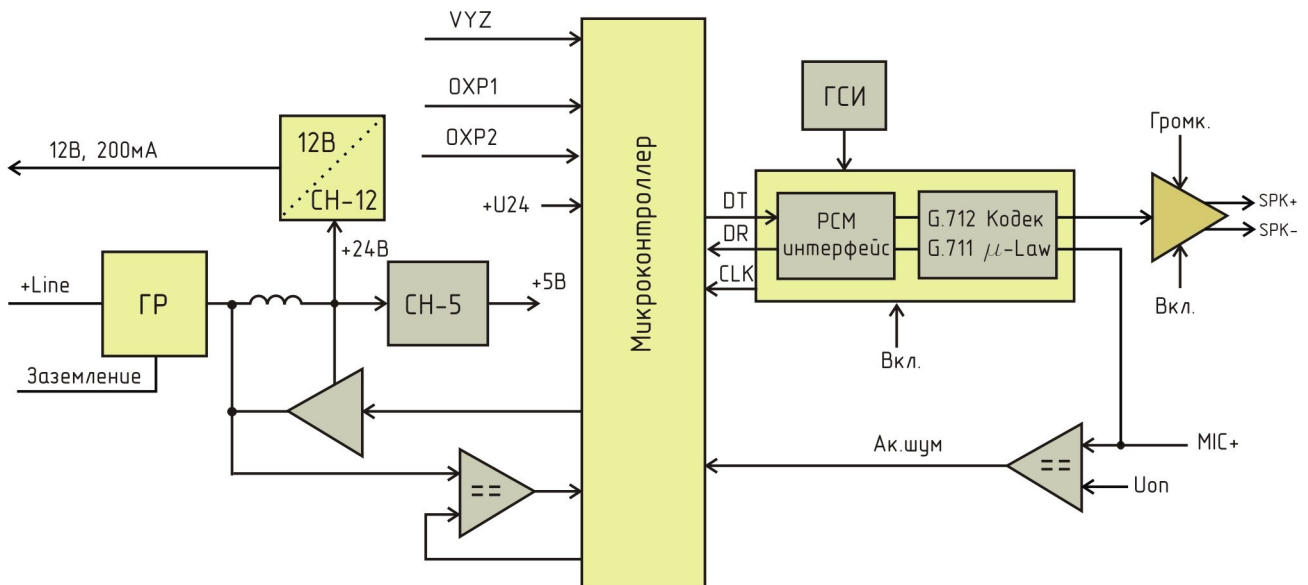 VYZ
OXP1
OXP2
+U24
12В, 200мА
12В
СН-12
+24В
+Line
ГР
СН-5
+5В
Заземление
Микроконтроллер
ГСИ
DT
DR
CLK
PCM
интерфейс
G.712 Кодек
G.711 μ-Law
Громк.
SPK+
SPK-
Вкл.
Вкл.
Ак.шум
==
==
MIC+
Uоп